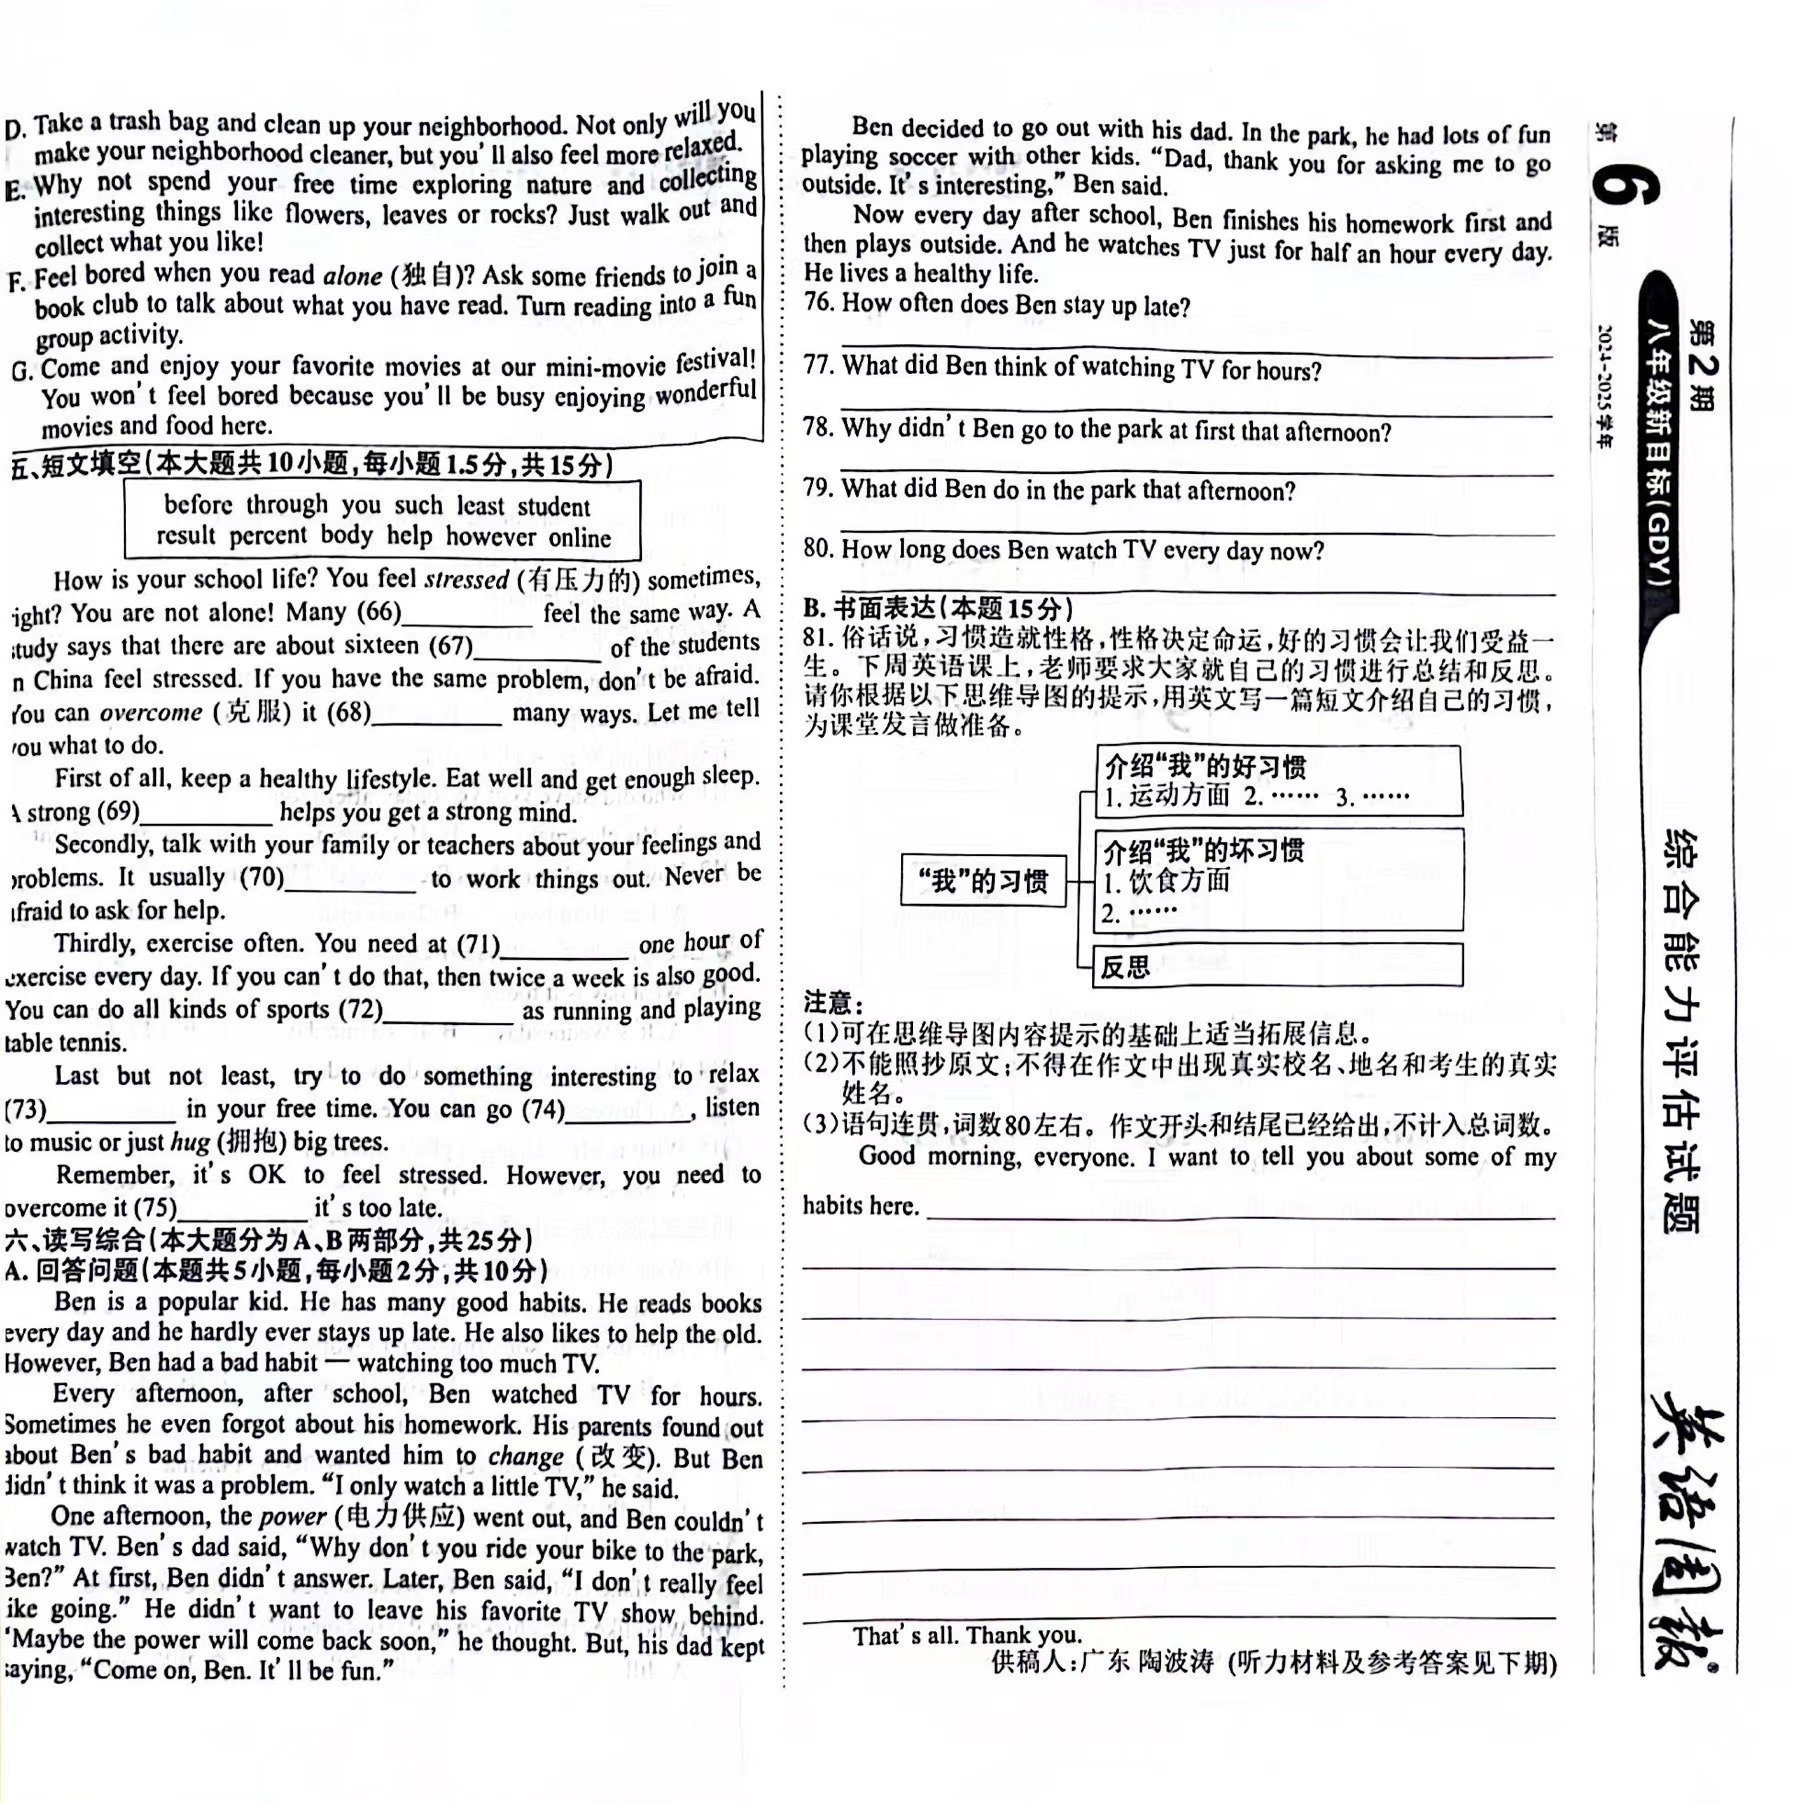 D. Take a trash bag and clean up your neighborhood. Not only will you
make your neighborhood cleaner, but you'll also feel more relaxed.
E. Why not spend your free time exploring nature and collecting
interesting things like flowers, leaves or rocks? Just walk out and
collect what you like!
F. Feel bored when you read alone (独自)? Ask some friends to join a
book club to talk about what you have read. Turn reading into a fun
group activity.
G. Come and enjoy your favorite movies at our mini-movie festival!
You won't feel bored because you'll be busy enjoying wonderful
movies and food here.
五、短文填空(本大题共10小题,每小题1.5分,共15分)
before through you such least student
result percent body help however online
How is your school life? You feel stressed (有压力的) sometimes,
ight? You are not alone! Many (66)__________ feel the same way. A
study says that there are about sixteen (67)__________ of the students
n China feel stressed. If you have the same problem, don't be afraid.
You can overcome (克服) it (68)__________ many ways. Let me tell
you what to do.
First of all, keep a healthy lifestyle. Eat well and get enough sleep.
A strong (69)__________ helps you get a strong mind.
Secondly, talk with your family or teachers about your feelings and
problems. It usually (70)__________ to work things out. Never be
afraid to ask for help.
Thirdly, exercise often. You need at (71)__________ one hour of
exercise every day. If you can't do that, then twice a week is also good.
You can do all kinds of sports (72)__________ as running and playing
table tennis.
Last but not least, try to do something interesting to relax
(73)__________ in your free time. You can go (74)__________, listen
to music or just hug (拥抱) big trees.
Remember, it's OK to feel stressed. However, you need to
overcome it (75)__________ it's too late.
六、读写综合(本大题分为A、B两部分,共25分)
A. 回答问题(本题共5小题,每小题2分,共10分)
Ben is a popular kid. He has many good habits. He reads books
every day and he hardly ever stays up late. He also likes to help the old.
However, Ben had a bad habit — watching too much TV.
Every afternoon, after school, Ben watched TV for hours.
Sometimes he even forgot about his homework. His parents found out
about Ben's bad habit and wanted him to change (改变). But Ben
didn't think it was a problem. "I only watch a little TV," he said.
One afternoon, the power (电力供应) went out, and Ben couldn't
watch TV. Ben's dad said, "Why don't you ride your bike to the park,
Ben?" At first, Ben didn't answer. Later, Ben said, "I don't really feel
like going." He didn't want to leave his favorite TV show behind.
"Maybe the power will come back soon," he thought. But, his dad kept
saying, "Come on, Ben. It'll be fun."
Ben decided to go out with his dad. In the park, he had lots of fun
playing soccer with other kids. "Dad, thank you for asking me to go
outside. It's interesting," Ben said.
Now every day after school, Ben finishes his homework first and
then plays outside. And he watches TV just for half an hour every day.
He lives a healthy life.
76. How often does Ben stay up late?
77. What did Ben think of watching TV for hours?
78. Why didn't Ben go to the park at first that afternoon?
79. What did Ben do in the park that afternoon?
80. How long does Ben watch TV every day now?
B. 书面表达(本题15分)
81. 俗话说,习惯造就性格,性格决定命运,好的习惯会让我们受益一
生。下周英语课上,老师要求大家就自己的习惯进行总结和反思。
请你根据以下思维导图的提示,用英文写一篇短文介绍自己的习惯,
为课堂发言做准备。
"我"的习惯
介绍"我"的好习惯
1. 运动方面 2. …… 3. ……
介绍"我"的坏习惯
1. 饮食方面
2. ……
反思
注意:
(1)可在思维导图内容提示的基础上适当拓展信息。
(2)不能照抄原文;不得在作文中出现真实校名、地名和考生的真实
姓名。
(3)语句连贯,词数80左右。作文开头和结尾已经给出,不计入总词数。
Good morning, everyone. I want to tell you about some of my
habits here.
That's all. Thank you.
供稿人:广东 陶波涛 (听力材料及参考答案见下期)
第6版
2024-2025学年
第2期
八年级新目标(GDY)
综合能力评估试题
英语周报